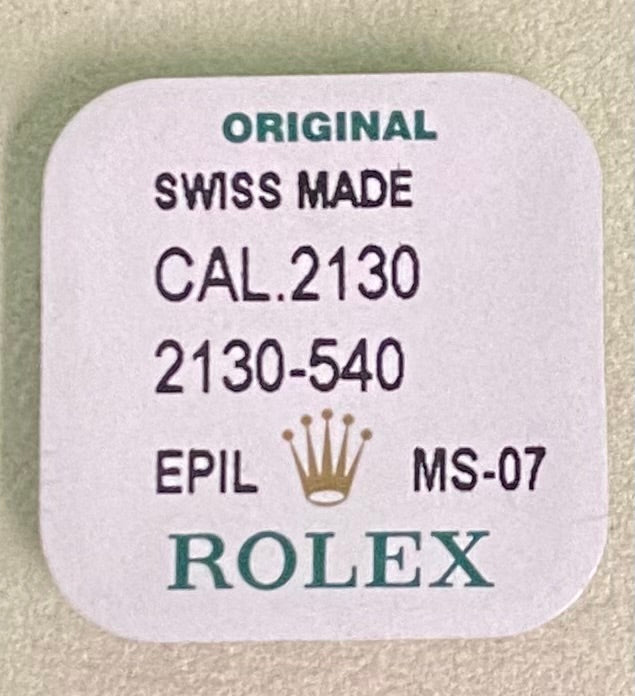 ORIGINAL
SWISS MADE
CAL.2130
2130-540
EPIL MS-07
ROLEX